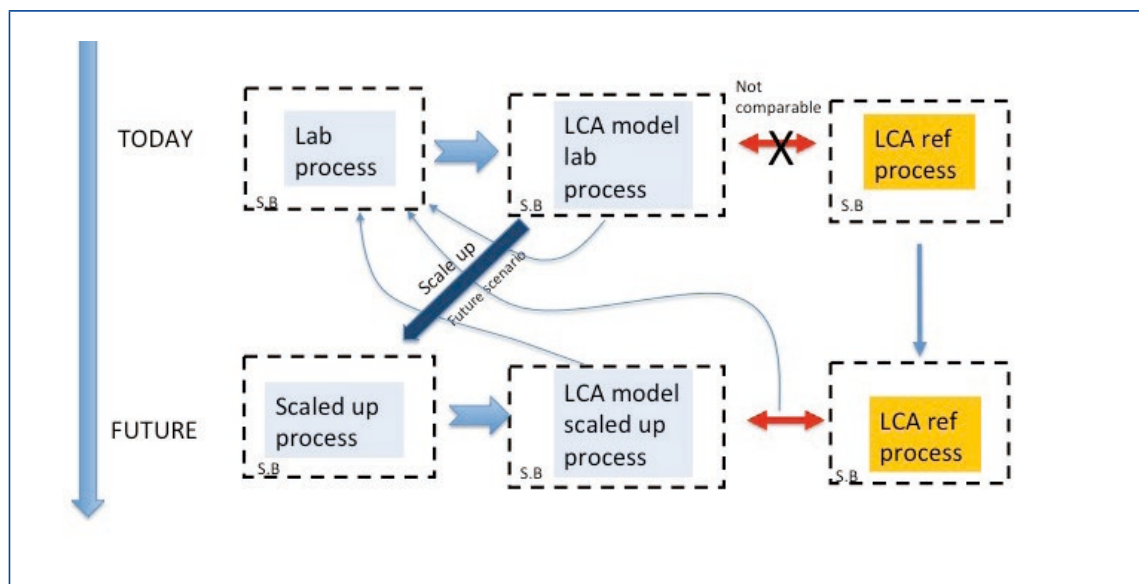 TODAY
Lab
process
S.B
LCA model
lab
process
S.B
Not
comparable
X
LCA ref
process
S.B
Scale up
Future scenario
FUTURE
Scaled up
process
S.B
LCA model
scaled up
process
S.B
LCA ref
process
S.B